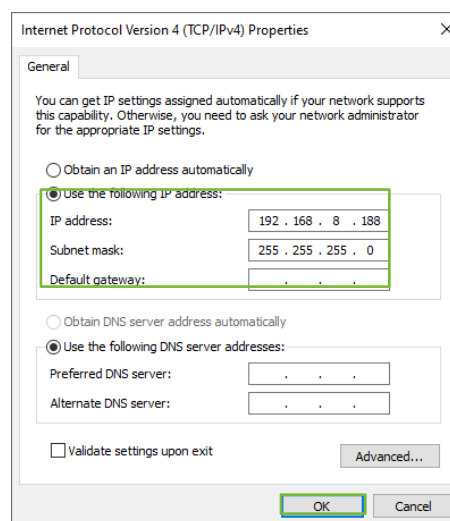 Internet Protocol Version 4 (TCP/IPv4) Properties
General
You can get IP settings assigned automatically if your network supports
this capability. Otherwise, you need to ask your network administrator
for the appropriate IP settings.
Obtain an IP address automatically
Use the following IP address:
IP address: 192 . 168 . 8 . 188
Subnet mask: 255 . 255 . 255 . 0
Default gateway: . . .
Obtain DNS server address automatically
Use the following DNS server addresses:
Preferred DNS server: . . .
Alternate DNS server: . . .
Validate settings upon exit
Advanced...
OK Cancel